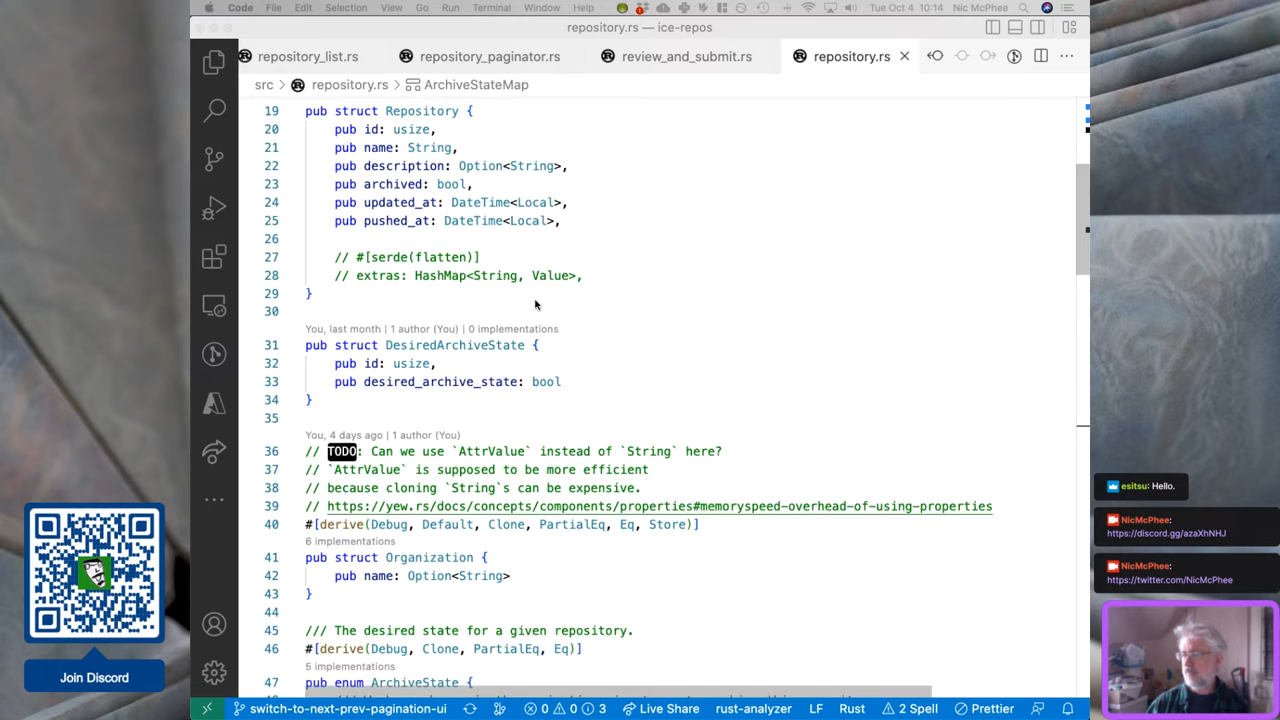 Code File Edit Selection View Go Run Terminal Window Help Tue Oct 4 10:14 Nic McPhee
repository.rs — ice-repos
repository_list.rs repository_paginator.rs review_and_submit.rs repository.rs
src > repository.rs > ArchiveStateMap
19 pub struct Repository {
20 pub id: usize,
21 pub name: String,
22 pub description: Option<String>,
23 pub archived: bool,
24 pub updated_at: DateTime<Local>,
25 pub pushed_at: DateTime<Local>,
26
27 // #[serde(flatten)]
28 // extras: HashMap<String, Value>,
29 }
30
You, last month | 1 author (You) | 0 implementations
31 pub struct DesiredArchiveState {
32 pub id: usize,
33 pub desired_archive_state: bool
34 }
35
You, 4 days ago | 1 author (You)
36 // TODO: Can we use `AttrValue` instead of `String` here?
37 // `AttrValue` is supposed to be more efficient
38 // because cloning `String`s can be expensive.
39 // https://yew.rs/docs/concepts/components/properties#memoryspeed-overhead-of-using-properties
40 #[derive(Debug, Default, Clone, PartialEq, Eq, Store)]
6 implementations
41 pub struct Organization {
42 pub name: Option<String>
43 }
44
45 /// The desired state for a given repository.
46 #[derive(Debug, Clone, PartialEq, Eq)]
5 implementations
47 pub enum ArchiveState {
switch-to-next-prev-pagination-ui 0 0 3 Live Share rust-analyzer LF Rust 2 Spell Prettier
esitsu: Hello.
NicMcPhee:
https://discord.gg/azaXhNHJ
NicMcPhee:
https://twitter.com/NicMcPhee
Join Discord